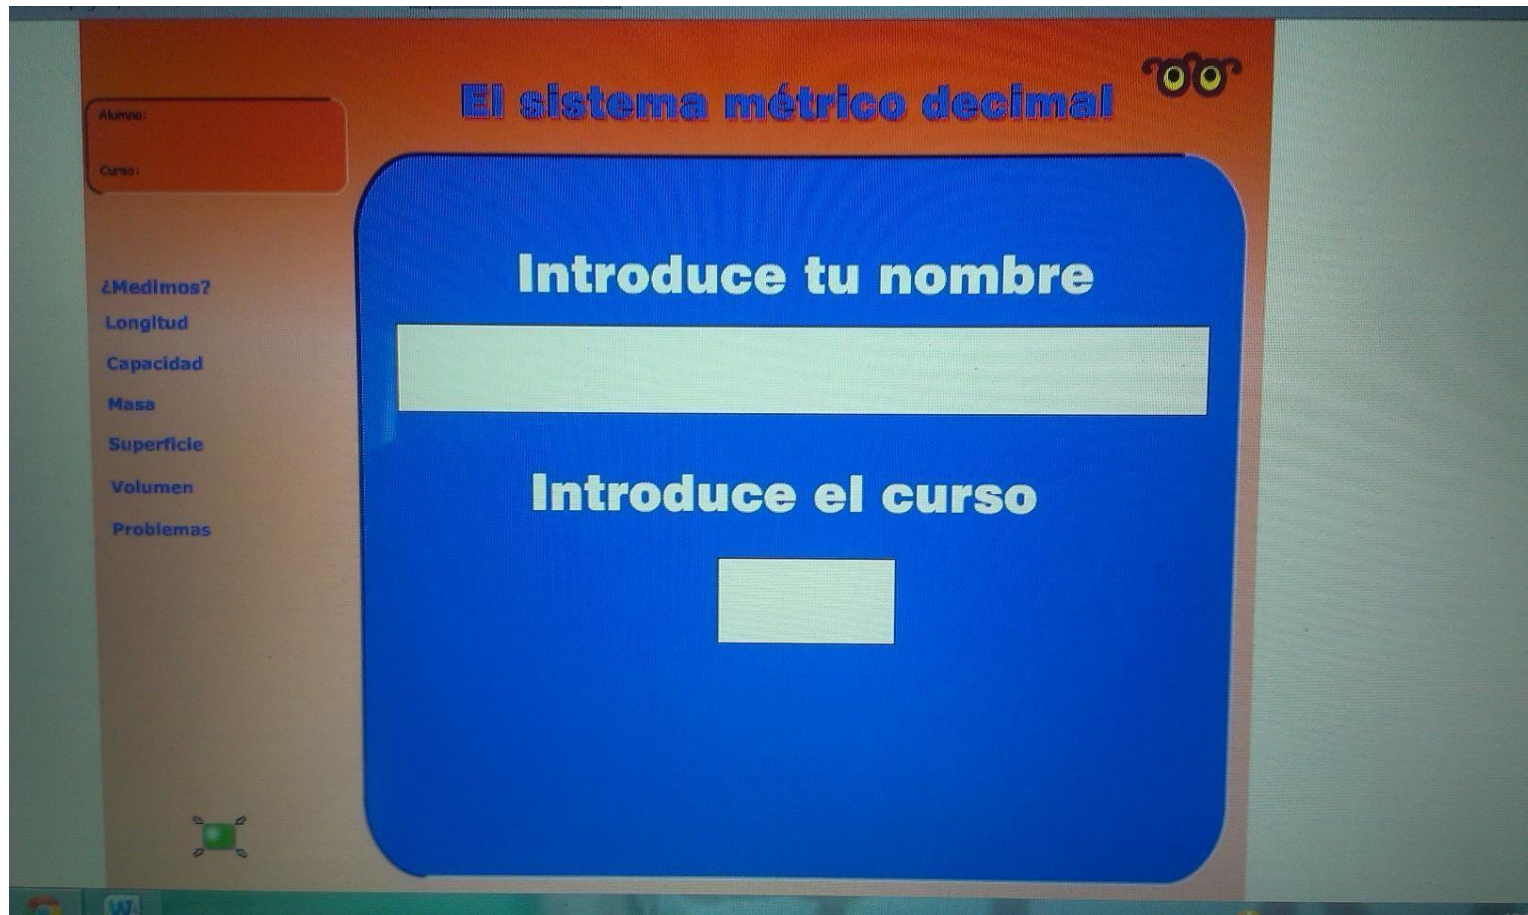 El sistema métrico decimal
Alumno:
Curso:
¿Medimos?
Longitud
Capacidad
Masa
Superficie
Volumen
Problemas
Introduce tu nombre
Introduce el curso
W